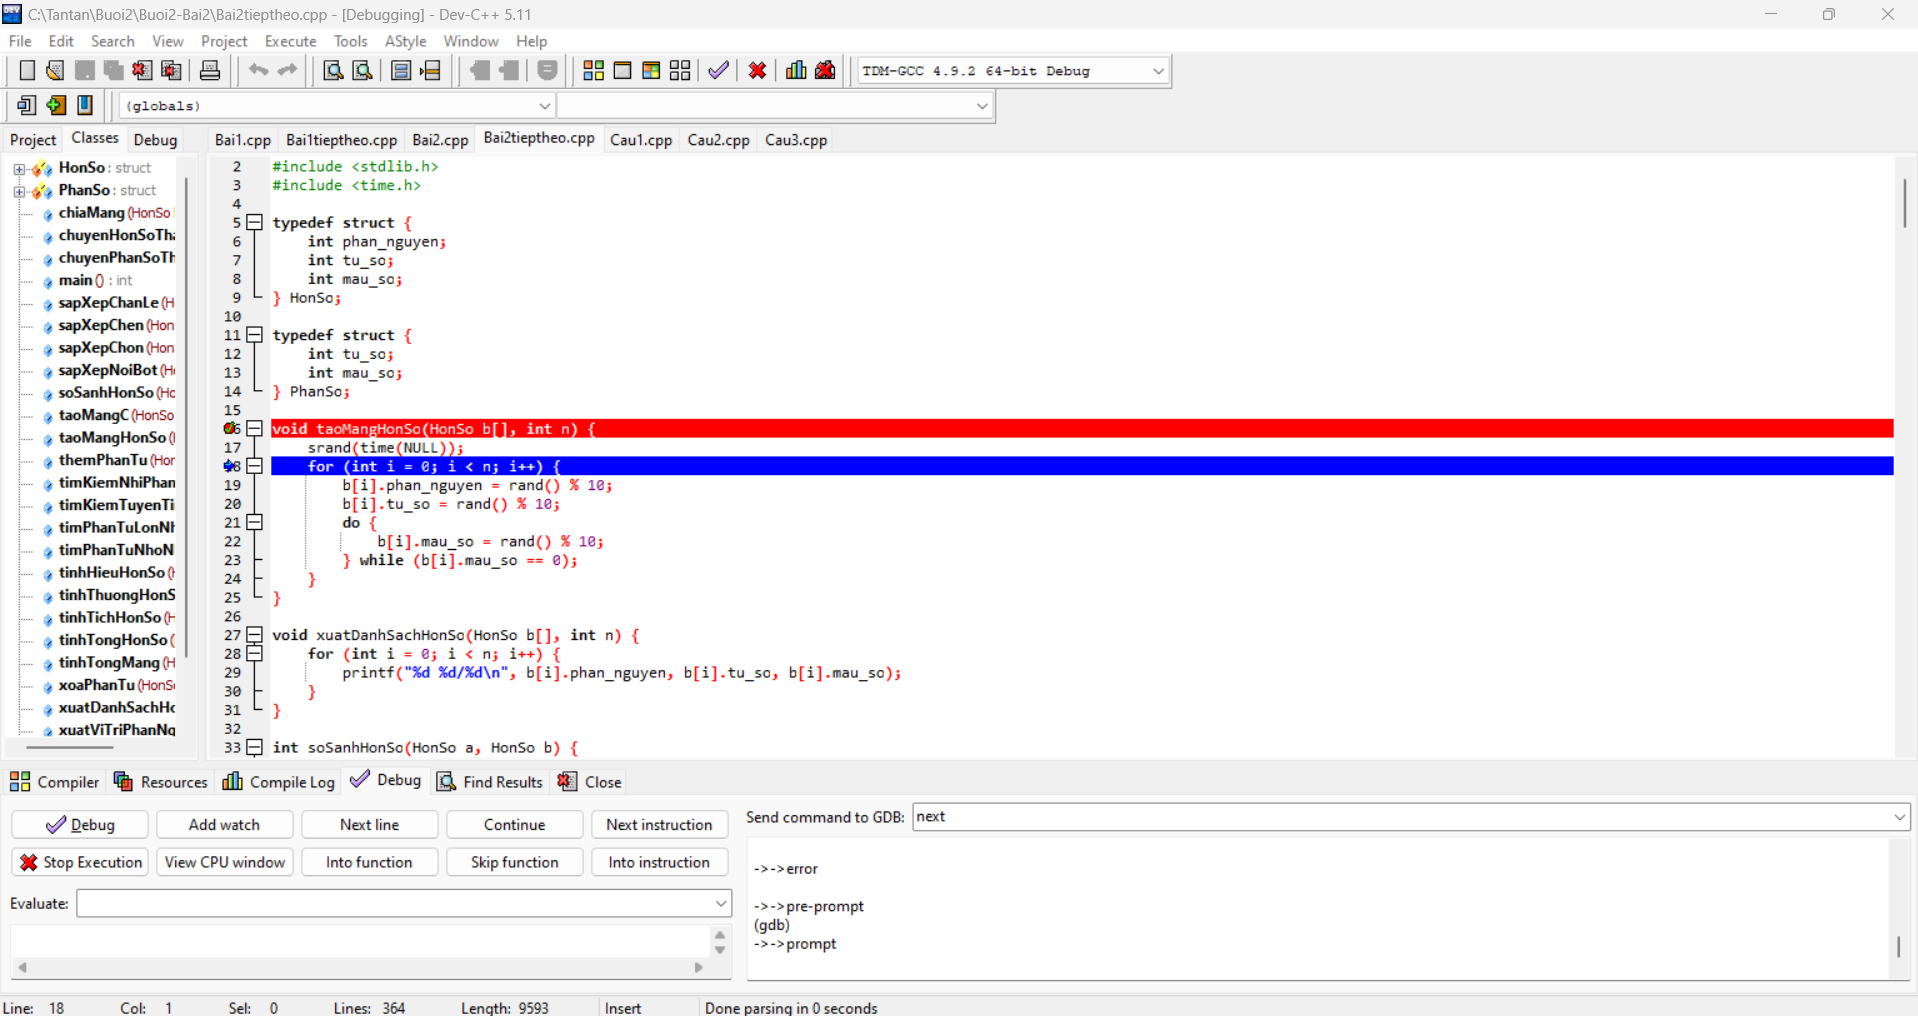 C:\Tantan\Buoi2\Buoi2-Bai2\Bai2tieptheo.cpp - [Debugging] - Dev-C++ 5.11
File Edit Search View Project Execute Tools AStyle Window Help
TDM-GCC 4.9.2 64-bit Debug
(globals)
Project Classes Debug
Bai1.cpp Bai1tieptheo.cpp Bai2.cpp Bai2tieptheo.cpp Cau1.cpp Cau2.cpp Cau3.cpp
HonSo : struct
PhanSo : struct
chiaMang (HonSo
chuyenHonSoTha
chuyenPhanSoTh
main () : int
sapXepChanLe (H
sapXepChen (Hon
sapXepChon (Hon
sapXepNoiBot (H
soSanhHonSo (Ho
taoMangC (HonSo
taoMangHonSo (
themPhanTu (Hor
timKiemNhiPhan
timKiemTuyenTi
timPhanTuLonNh
timPhanTuNhoN
tinhHieuHonSo (
tinhThuongHonS
tinhTichHonSo (H
tinhTongHonSo (
tinhTongMang (H
xoaPhanTu (HonS
xuatDanhSachHo
xuatViTriPhanNg
2 #include <stdlib.h>
3 #include <time.h>
4
5 typedef struct {
6 int phan_nguyen;
7 int tu_so;
8 int mau_so;
9 } HonSo;
10
11 typedef struct {
12 int tu_so;
13 int mau_so;
14 } PhanSo;
15
6 void taoMangHonSo(HonSo b[], int n) {
17 srand(time(NULL));
8 for (int i = 0; i < n; i++) {
19 b[i].phan_nguyen = rand() % 10;
20 b[i].tu_so = rand() % 10;
21 do {
22 b[i].mau_so = rand() % 10;
23 } while (b[i].mau_so == 0);
24 }
25 }
26
27 void xuatDanhSachHonSo(HonSo b[], int n) {
28 for (int i = 0; i < n; i++) {
29 printf("%d %d/%d\n", b[i].phan_nguyen, b[i].tu_so, b[i].mau_so);
30 }
31 }
32
33 int soSanhHonSo(HonSo a, HonSo b) {
Compiler Resources Compile Log Debug Find Results Close
Debug Add watch Next line Continue Next instruction
Stop Execution View CPU window Into function Skip function Into instruction
Evaluate:
Send command to GDB: next
->->error
->->pre-prompt
(gdb)
->->prompt
Line: 18 Col: 1 Sel: 0 Lines: 364 Length: 9593 Insert Done parsing in 0 seconds